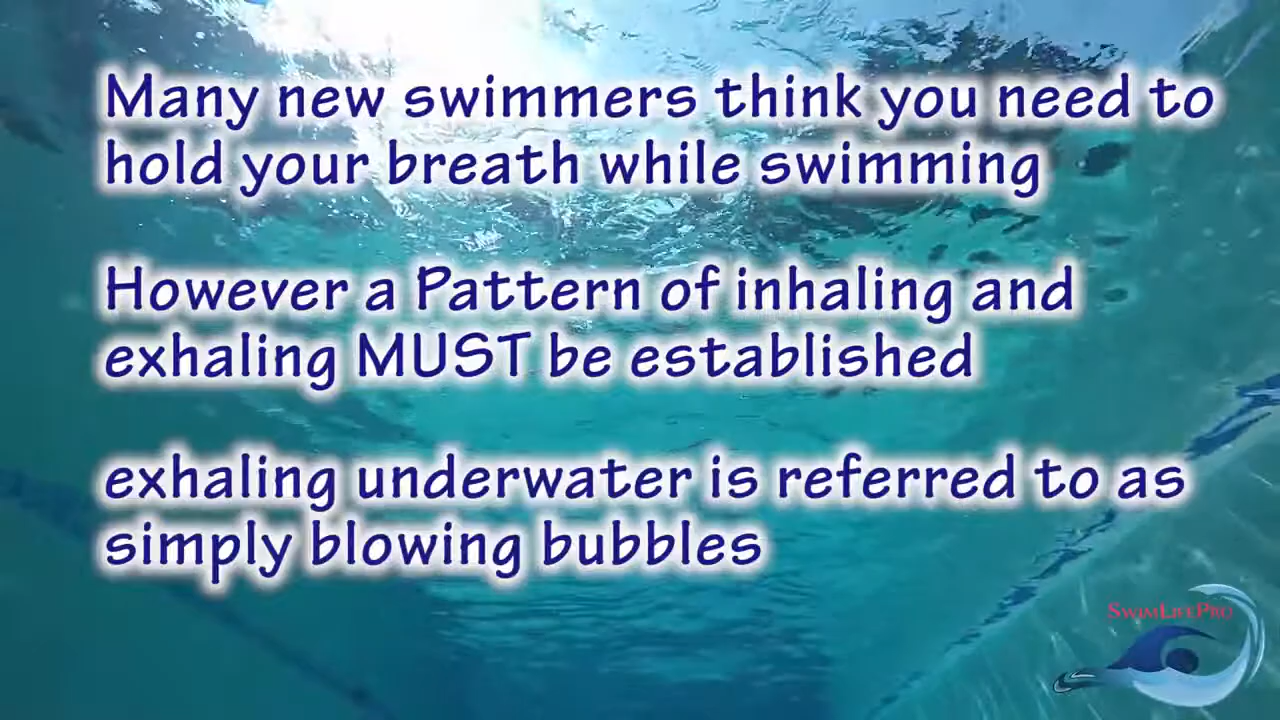 Many new swimmers think you need to
hold your breath while swimming
However a Pattern of inhaling and
exhaling MUST be established
exhaling underwater is referred to as
simply blowing bubbles
SwimLifePro